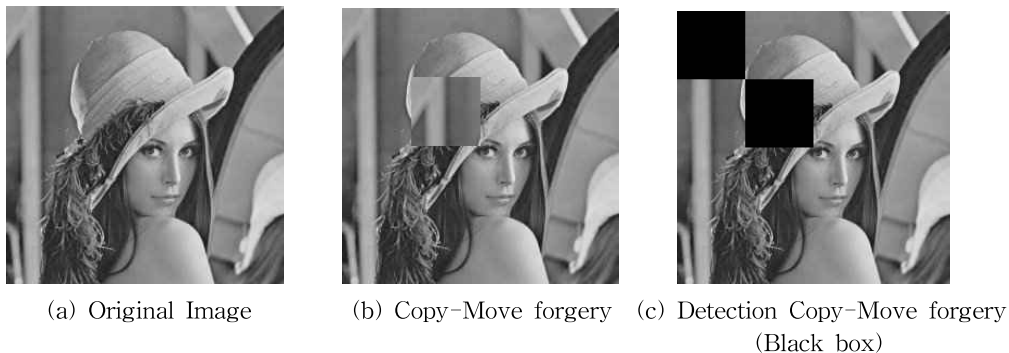 (a) Original Image
(b) Copy-Move forgery
(c) Detection Copy-Move forgery
(Black box)